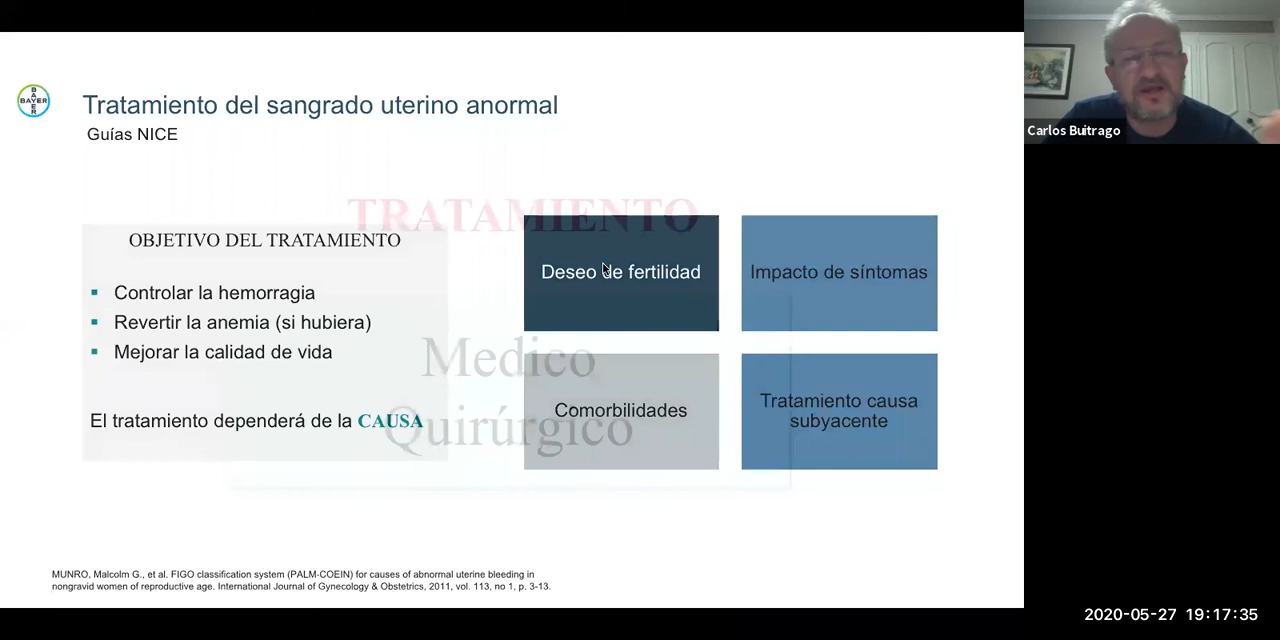 BAYER
BAYER
Tratamiento del sangrado uterino anormal
Guías NICE
TRATAMIENTO
OBJETIVO DEL TRATAMIENTO
▪ Controlar la hemorragia
▪ Revertir la anemia (si hubiera)
▪ Mejorar la calidad de vida
El tratamiento dependerá de la CAUSA
Medico
Quirúrgico
Deseo de fertilidad
Impacto de síntomas
Comorbilidades
Tratamiento causa
subyacente
MUNRO, Malcolm G., et al. FIGO classification system (PALM-COEIN) for causes of abnormal uterine bleeding in
nongravid women of reproductive age. International Journal of Gynecology & Obstetrics, 2011, vol. 113, no 1, p. 3-13.
Carlos Buitrago
2020-05-27 19:17:35